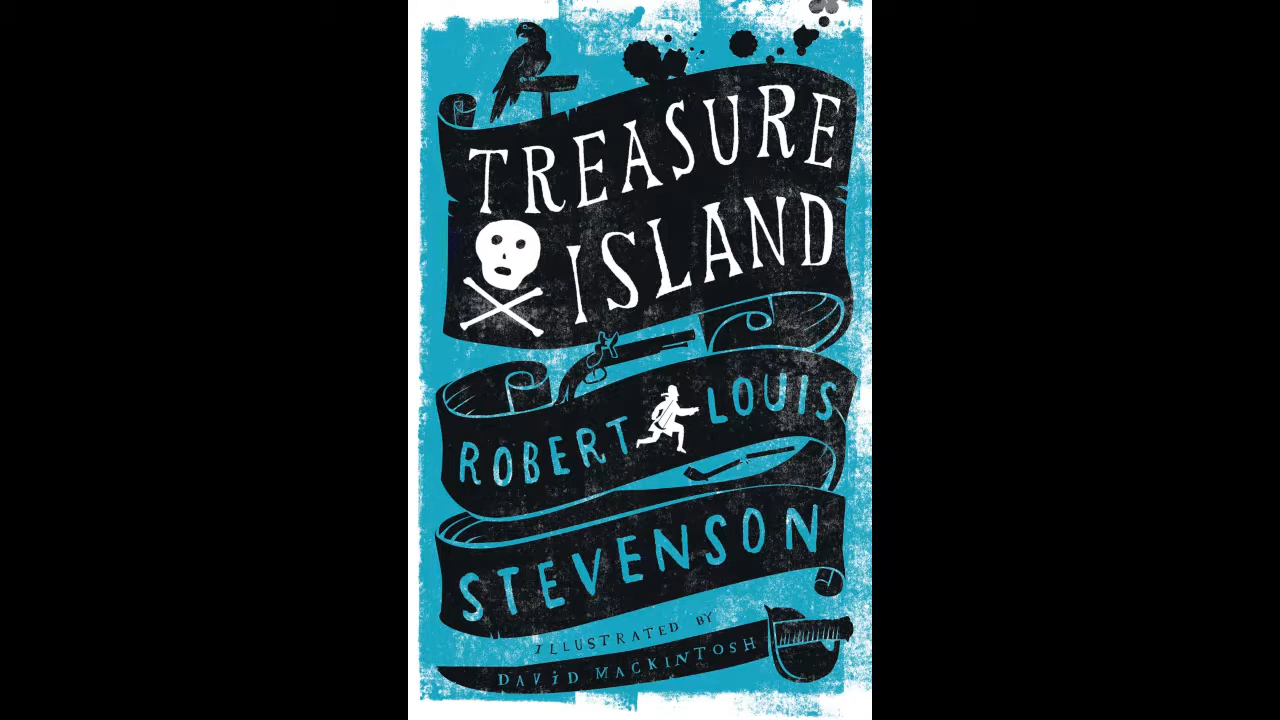 TREASURE
ISLAND
ROBERT LOUIS
STEVENSON
ILLUSTRATED BY
DAVID MACKINTOSH